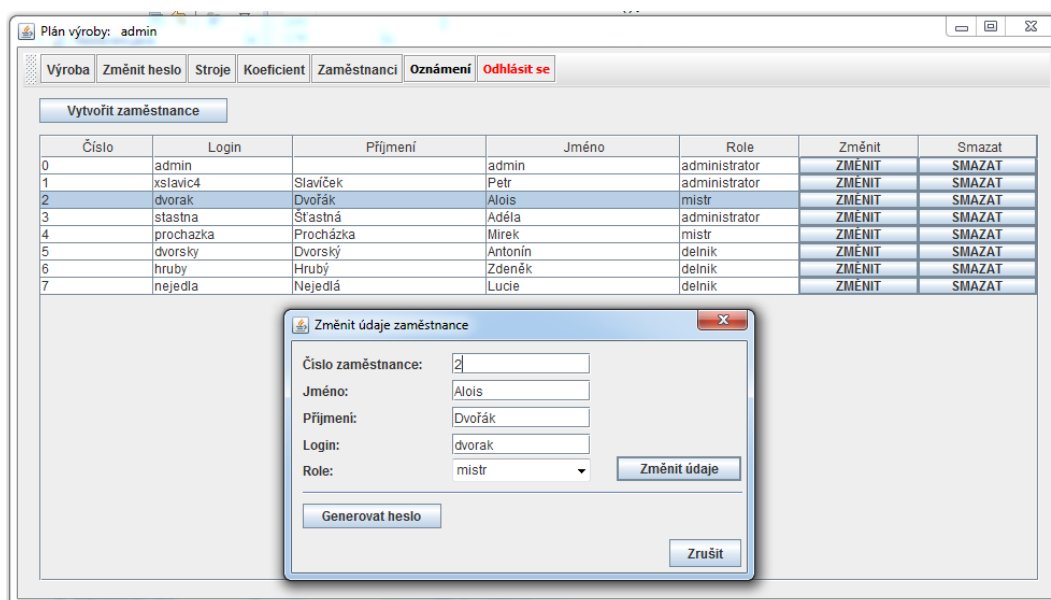 Plán výroby: admin
Výroba Změnit heslo Stroje Koeficient Zaměstnanci Oznámení Odhlásit se
Vytvořit zaměstnance
Číslo Login Příjmení Jméno Role Změnit Smazat
0 admin admin administrator ZMĚNIT SMAZAT
1 xslavic4 Slavíček Petr administrator ZMĚNIT SMAZAT
2 dvorak Dvořák Alois mistr ZMĚNIT SMAZAT
3 stastna Šťastná Adéla administrator ZMĚNIT SMAZAT
4 prochazka Procházka Mirek mistr ZMĚNIT SMAZAT
5 dvorsky Dvorský Antonín delnik ZMĚNIT SMAZAT
6 hruby Hrubý Zdeněk delnik ZMĚNIT SMAZAT
7 nejedla Nejedlá Lucie delnik ZMĚNIT SMAZAT
Změnit údaje zaměstnance
Číslo zaměstnance: 2
Jméno: Alois
Příjmení: Dvořák
Login: dvorak
Role: mistr Změnit údaje
Generovat heslo
Zrušit